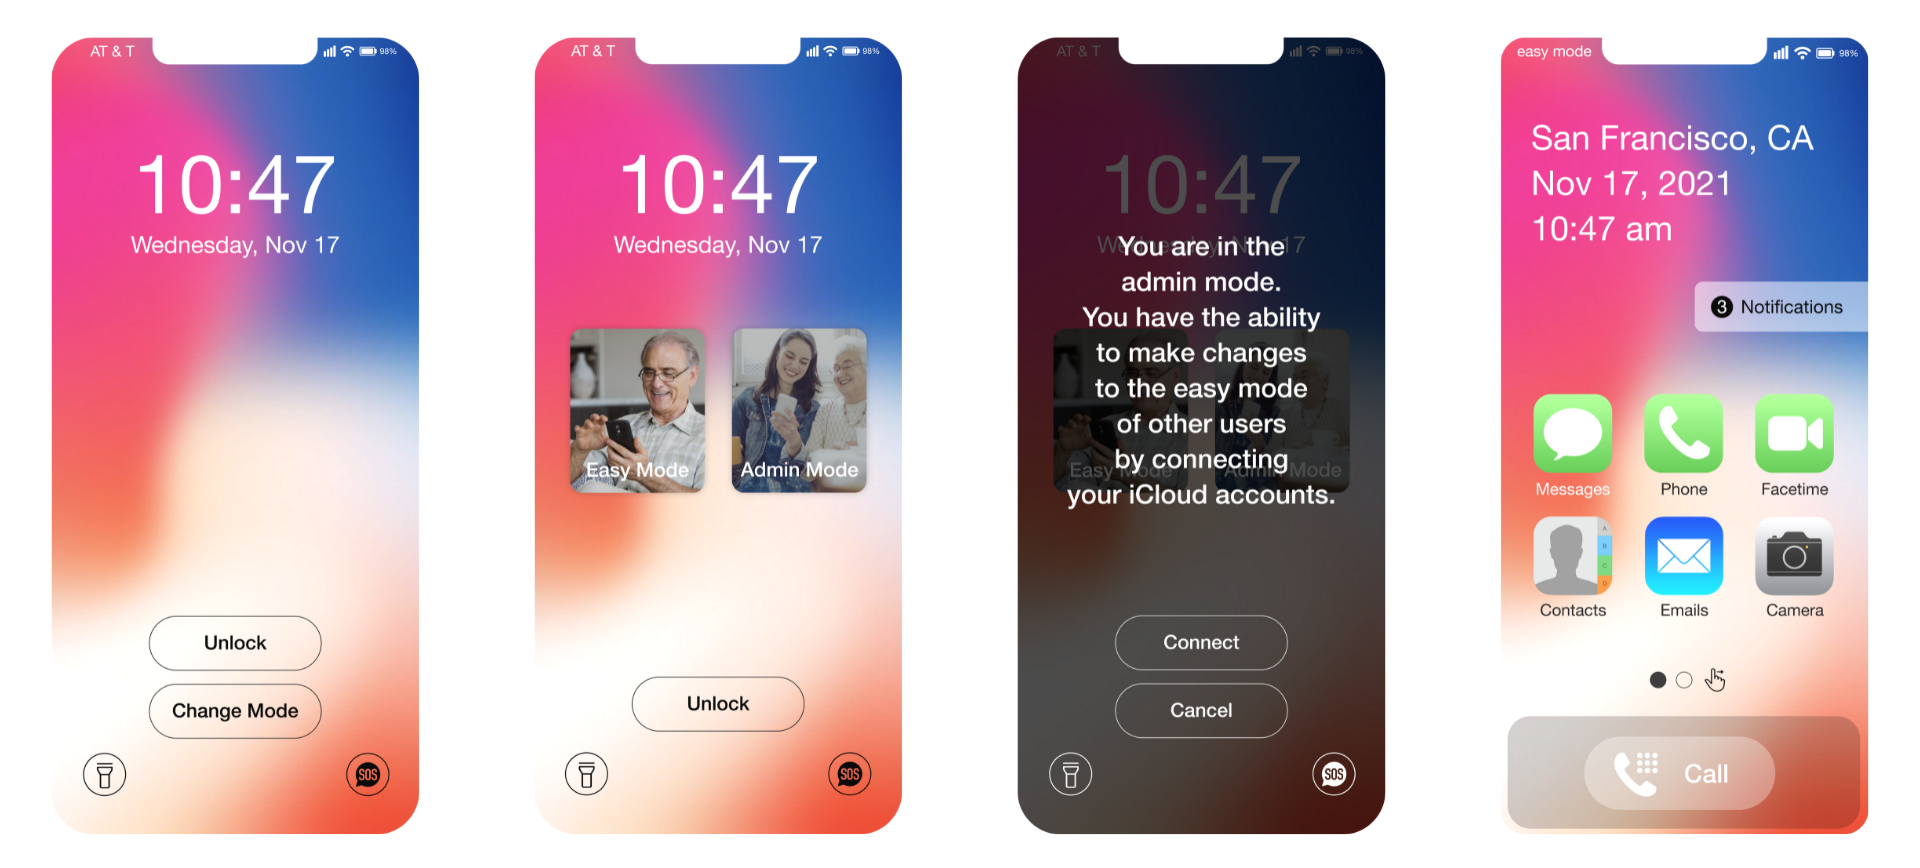 AT & T
98%
10:47
Wednesday, Nov 17
Unlock
Change Mode
SOS
AT & T
98%
10:47
Wednesday, Nov 17
Easy Mode
Admin Mode
Unlock
SOS
AT & T
98%
10:47
Wednesday, Nov 17
You are in the
admin mode.
You have the ability
to make changes
to the easy mode
of other users
by connecting
your iCloud accounts.
Easy Mode
Admin Mode
Connect
Cancel
SOS
easy mode
98%
San Francisco, CA
Nov 17, 2021
10:47 am
3 Notifications
Messages
Phone
Facetime
A
B
C
D
Contacts
Emails
Camera
Call